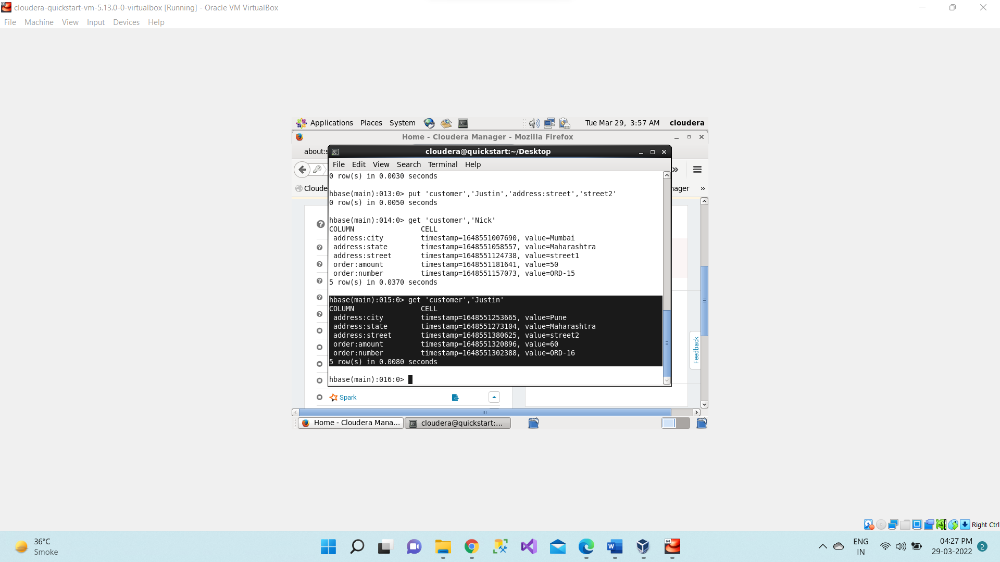 cloudera-quickstart-vm-5.13.0-0-virtualbox [Running] - Oracle VM VirtualBox
File Machine View Input Devices Help
Applications Places System Tue Mar 29, 3:57 AM cloudera
Home - Cloudera Manager - Mozilla Firefox
about:s
cloudera@quickstart:~/Desktop
File Edit View Search Terminal Help
»
Cloude
nager »
0 row(s) in 0.0030 seconds
hbase(main):013:0> put 'customer','Justin','address:street','street2'
0 row(s) in 0.0050 seconds
hbase(main):014:0> get 'customer','Nick'
COLUMN CELL
address:city timestamp=1648551007690, value=Mumbai
address:state timestamp=1648551058557, value=Maharashtra
address:street timestamp=1648551124738, value=street1
order:amount timestamp=1648551181641, value=50
order:number timestamp=1648551157073, value=ORD-15
5 row(s) in 0.0370 seconds
hbase(main):015:0> get 'customer','Justin'
COLUMN CELL
address:city timestamp=1648551253665, value=Pune
address:state timestamp=1648551273104, value=Maharashtra
address:street timestamp=1648551380625, value=street2
order:amount timestamp=1648551320896, value=60
order:number timestamp=1648551302388, value=ORD-16
5 row(s) in 0.0080 seconds
hbase(main):016:0>
Feedback
Spark
Home - Cloudera Mana... cloudera@quickstart:...
Right Ctrl
36°C
Smoke
ENG
IN
04:27 PM
29-03-2022
2